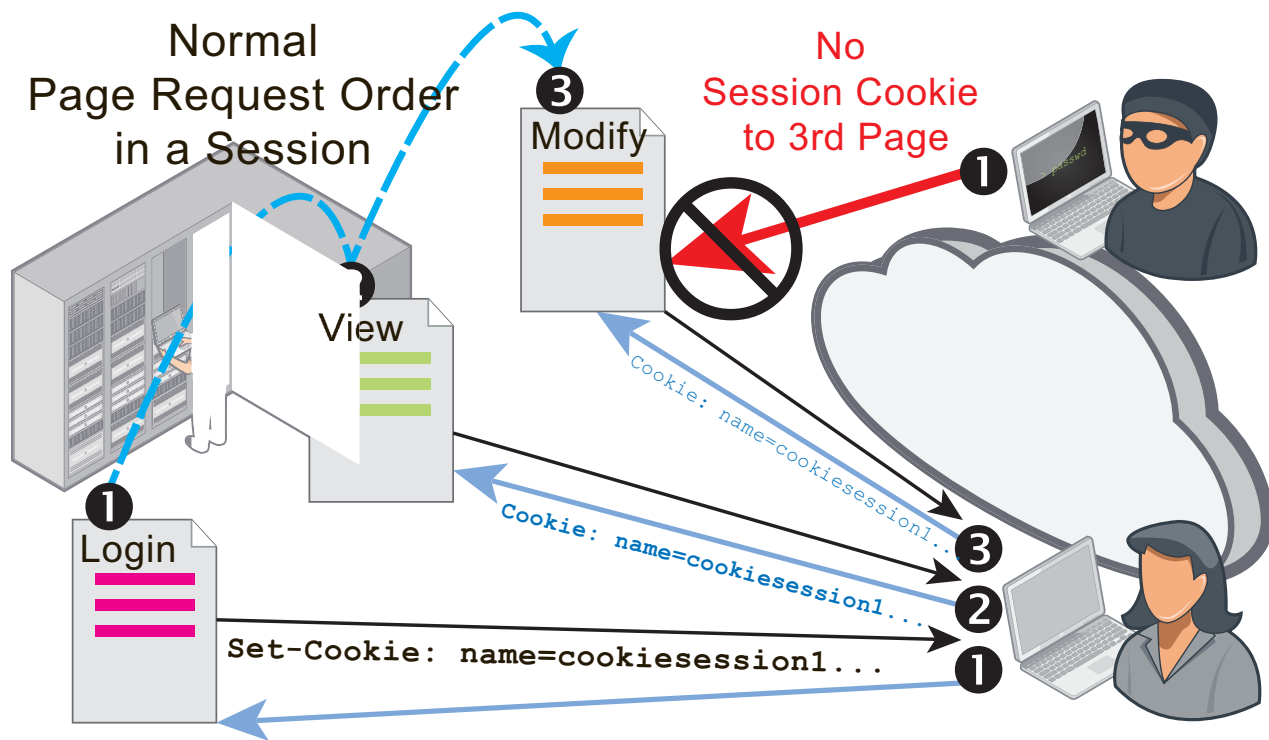 Normal
Page Request Order
in a Session
No
Session Cookie
to 3rd Page
3
Modify
1
> passwd
View
Cookie: name=cookiesession1...
1
Login
Cookie: name=cookiesession1...
3
2
Set-Cookie: name=cookiesession1...
1